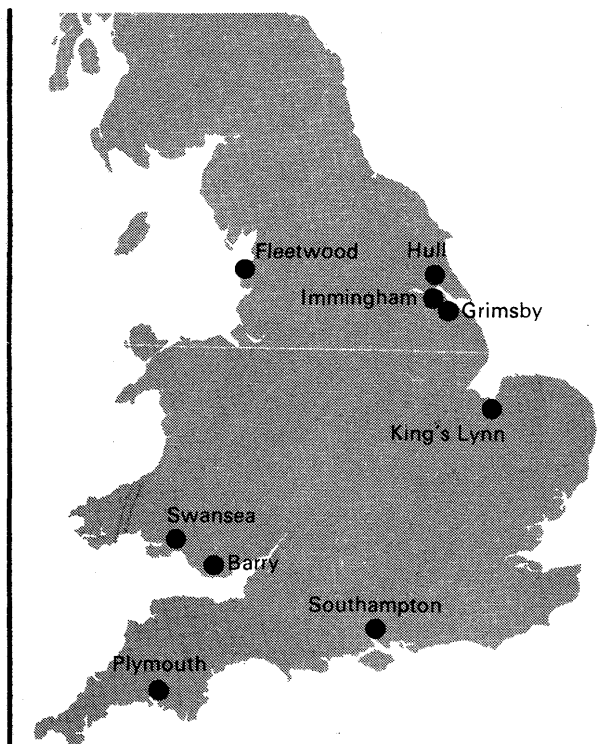 Fleetwood
Hull
Immingham
Grimsby
King's Lynn
Swansea
Barry
Southampton
Plymouth